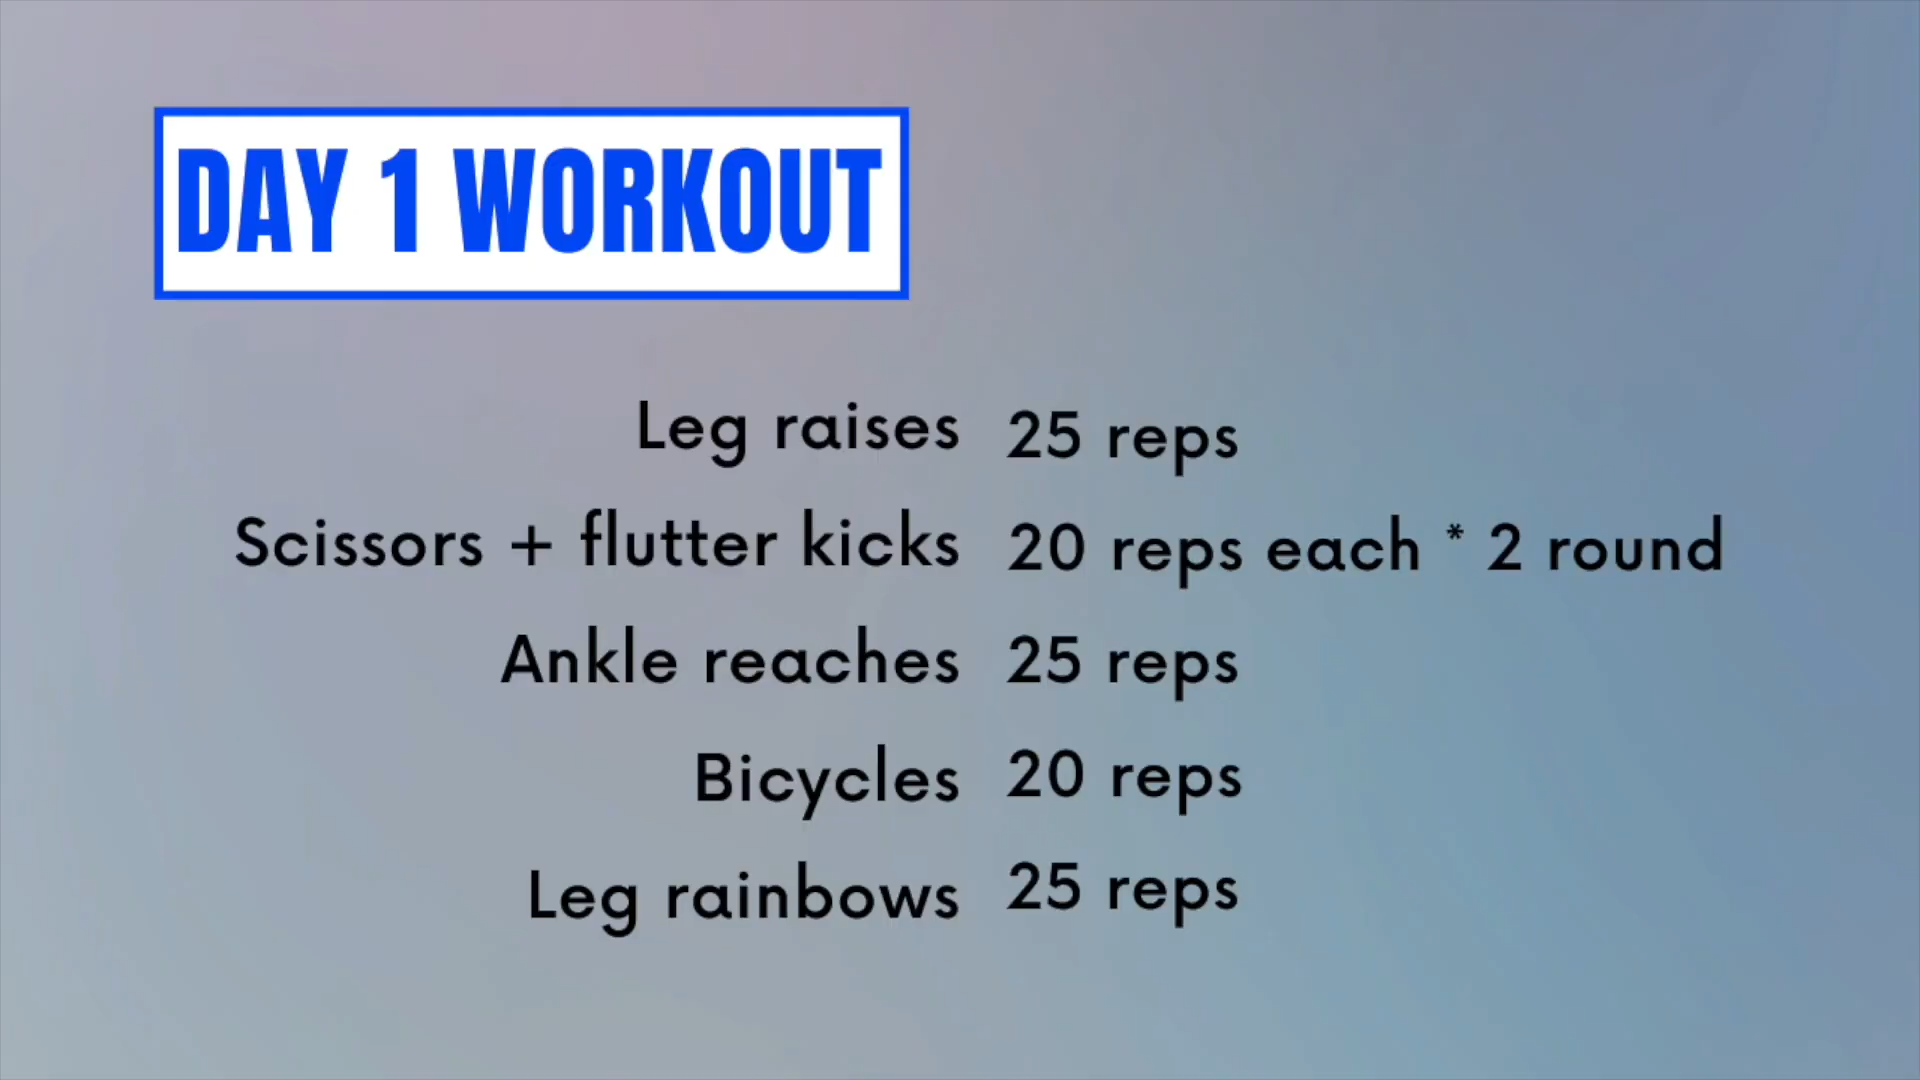 DAY 1 WORKOUT
Leg raises 25 reps
Scissors + flutter kicks 20 reps each * 2 round
Ankle reaches 25 reps
Bicycles 20 reps
Leg rainbows 25 reps